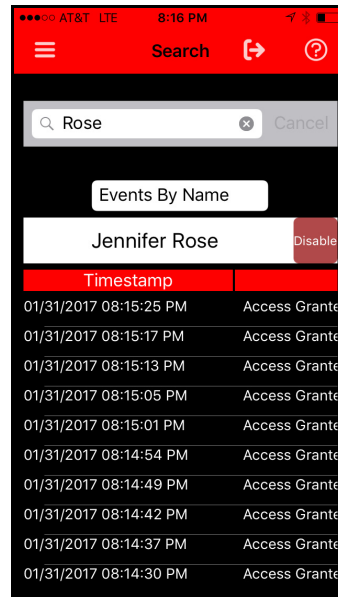 ●●●○○ AT&T LTE 8:16 PM
Search
Rose Cancel
Events By Name
Jennifer Rose Disable
Timestamp
01/31/2017 08:15:25 PM Access Grante
01/31/2017 08:15:17 PM Access Grante
01/31/2017 08:15:13 PM Access Grante
01/31/2017 08:15:05 PM Access Grante
01/31/2017 08:15:01 PM Access Grante
01/31/2017 08:14:54 PM Access Grante
01/31/2017 08:14:49 PM Access Grante
01/31/2017 08:14:42 PM Access Grante
01/31/2017 08:14:37 PM Access Grante
01/31/2017 08:14:30 PM Access Grante